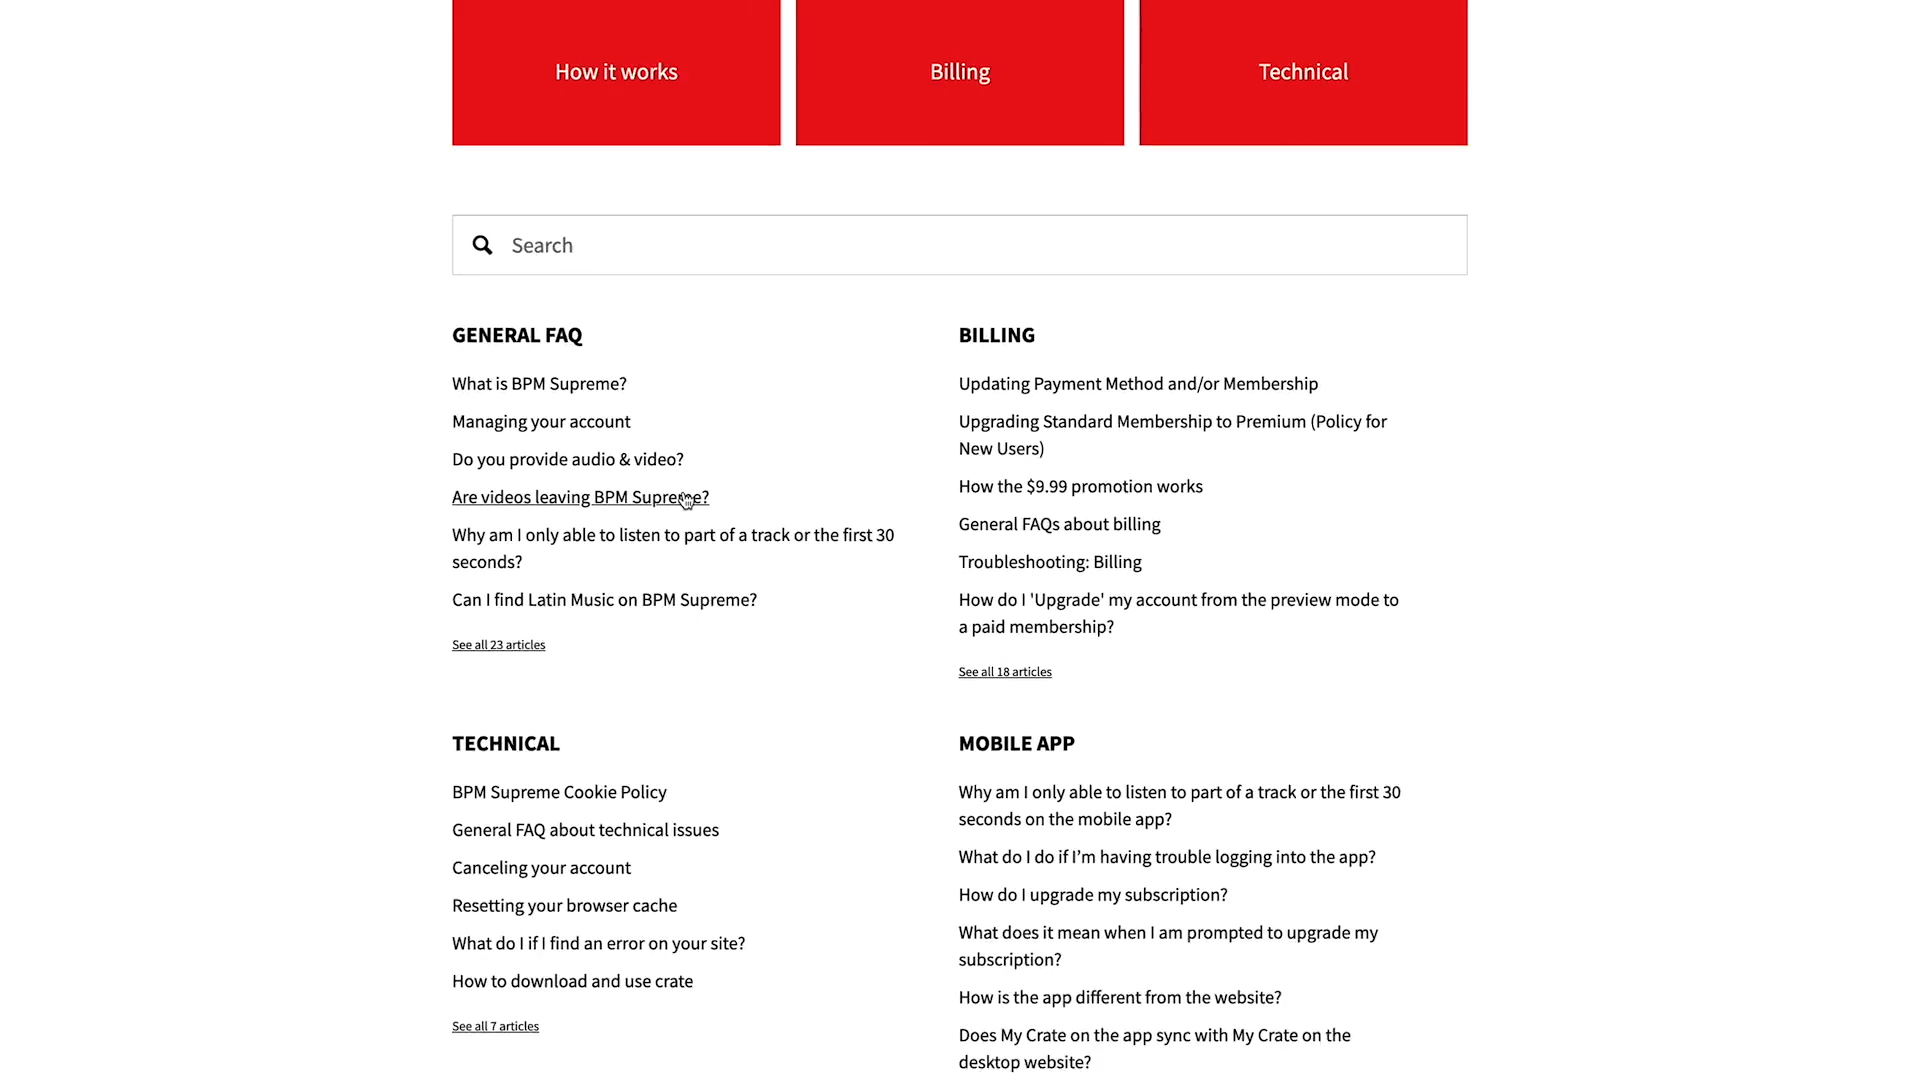 How it works
Billing
Technical
Search
GENERAL FAQ
What is BPM Supreme?
Managing your account
Do you provide audio & video?
Are videos leaving BPM Supreme?
Why am I only able to listen to part of a track or the first 30
seconds?
Can I find Latin Music on BPM Supreme?
See all 23 articles
BILLING
Updating Payment Method and/or Membership
Upgrading Standard Membership to Premium (Policy for
New Users)
How the $9.99 promotion works
General FAQs about billing
Troubleshooting: Billing
How do I 'Upgrade' my account from the preview mode to
a paid membership?
See all 18 articles
TECHNICAL
BPM Supreme Cookie Policy
General FAQ about technical issues
Canceling your account
Resetting your browser cache
What do I if I find an error on your site?
How to download and use crate
See all 7 articles
MOBILE APP
Why am I only able to listen to part of a track or the first 30
seconds on the mobile app?
What do I do if I’m having trouble logging into the app?
How do I upgrade my subscription?
What does it mean when I am prompted to upgrade my
subscription?
How is the app different from the website?
Does My Crate on the app sync with My Crate on the
desktop website?